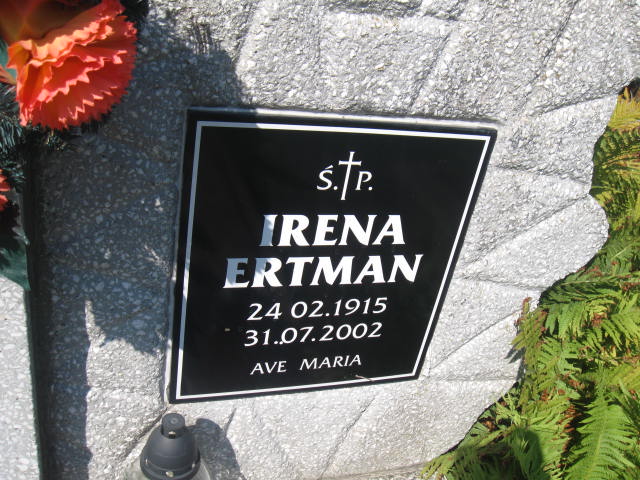 Ś.†P.
IRENA
ERTMAN
24 02.1915
31.07.2002
AVE MARIA